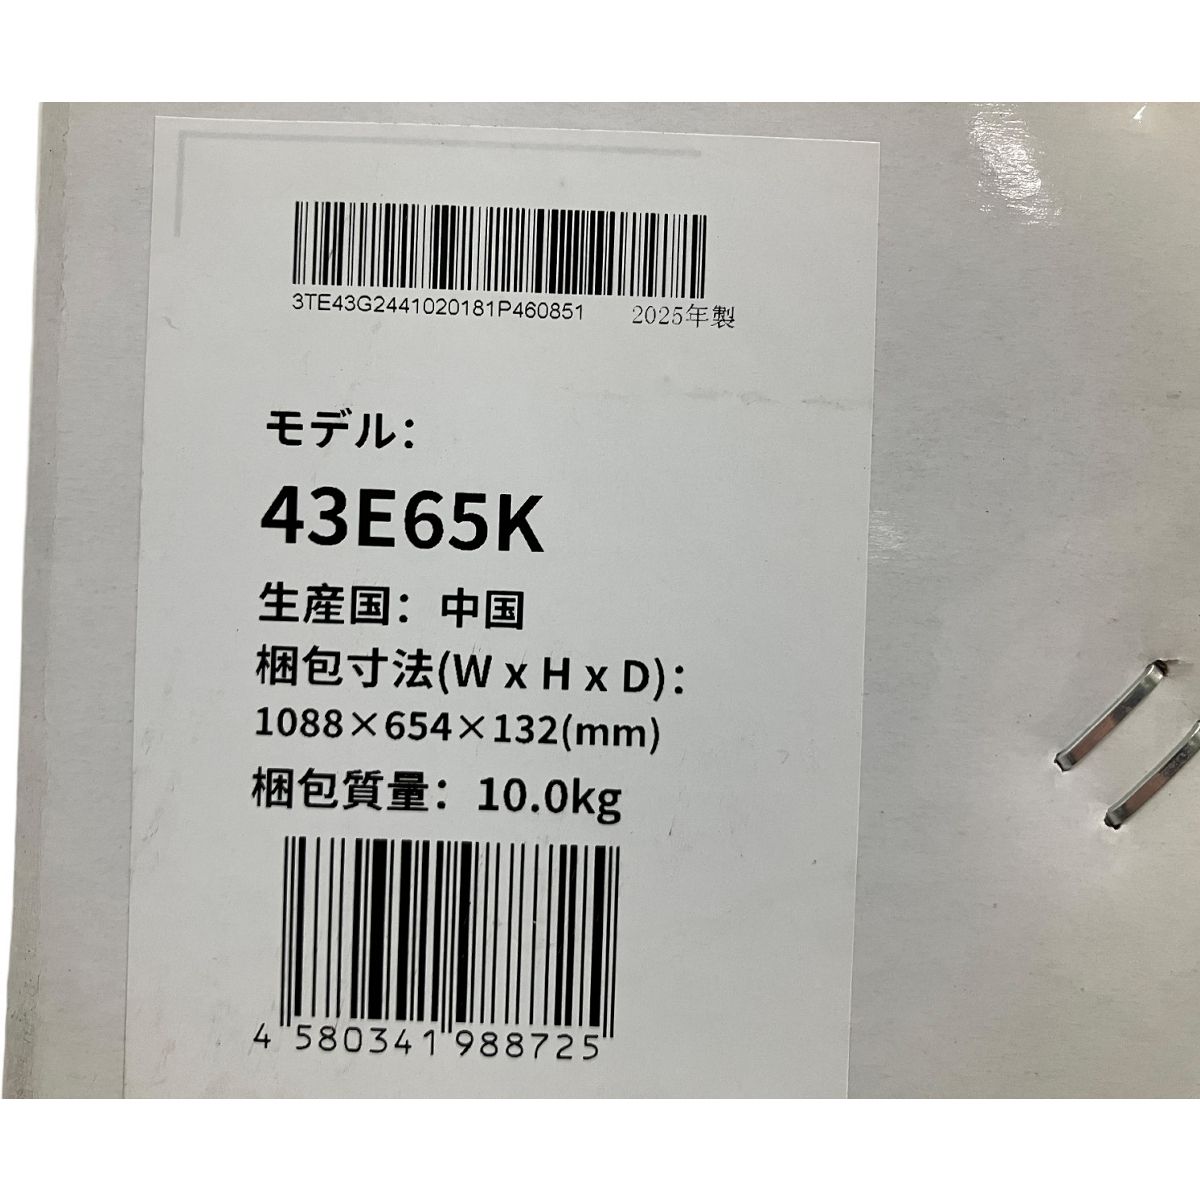 3TE43G2441020181P460851 2025年製
モデル：
43E65K
生産国：中国
梱包寸法(W x H x D)：
1088×654×132(mm)
梱包質量：10.0kg
4 580341 988725